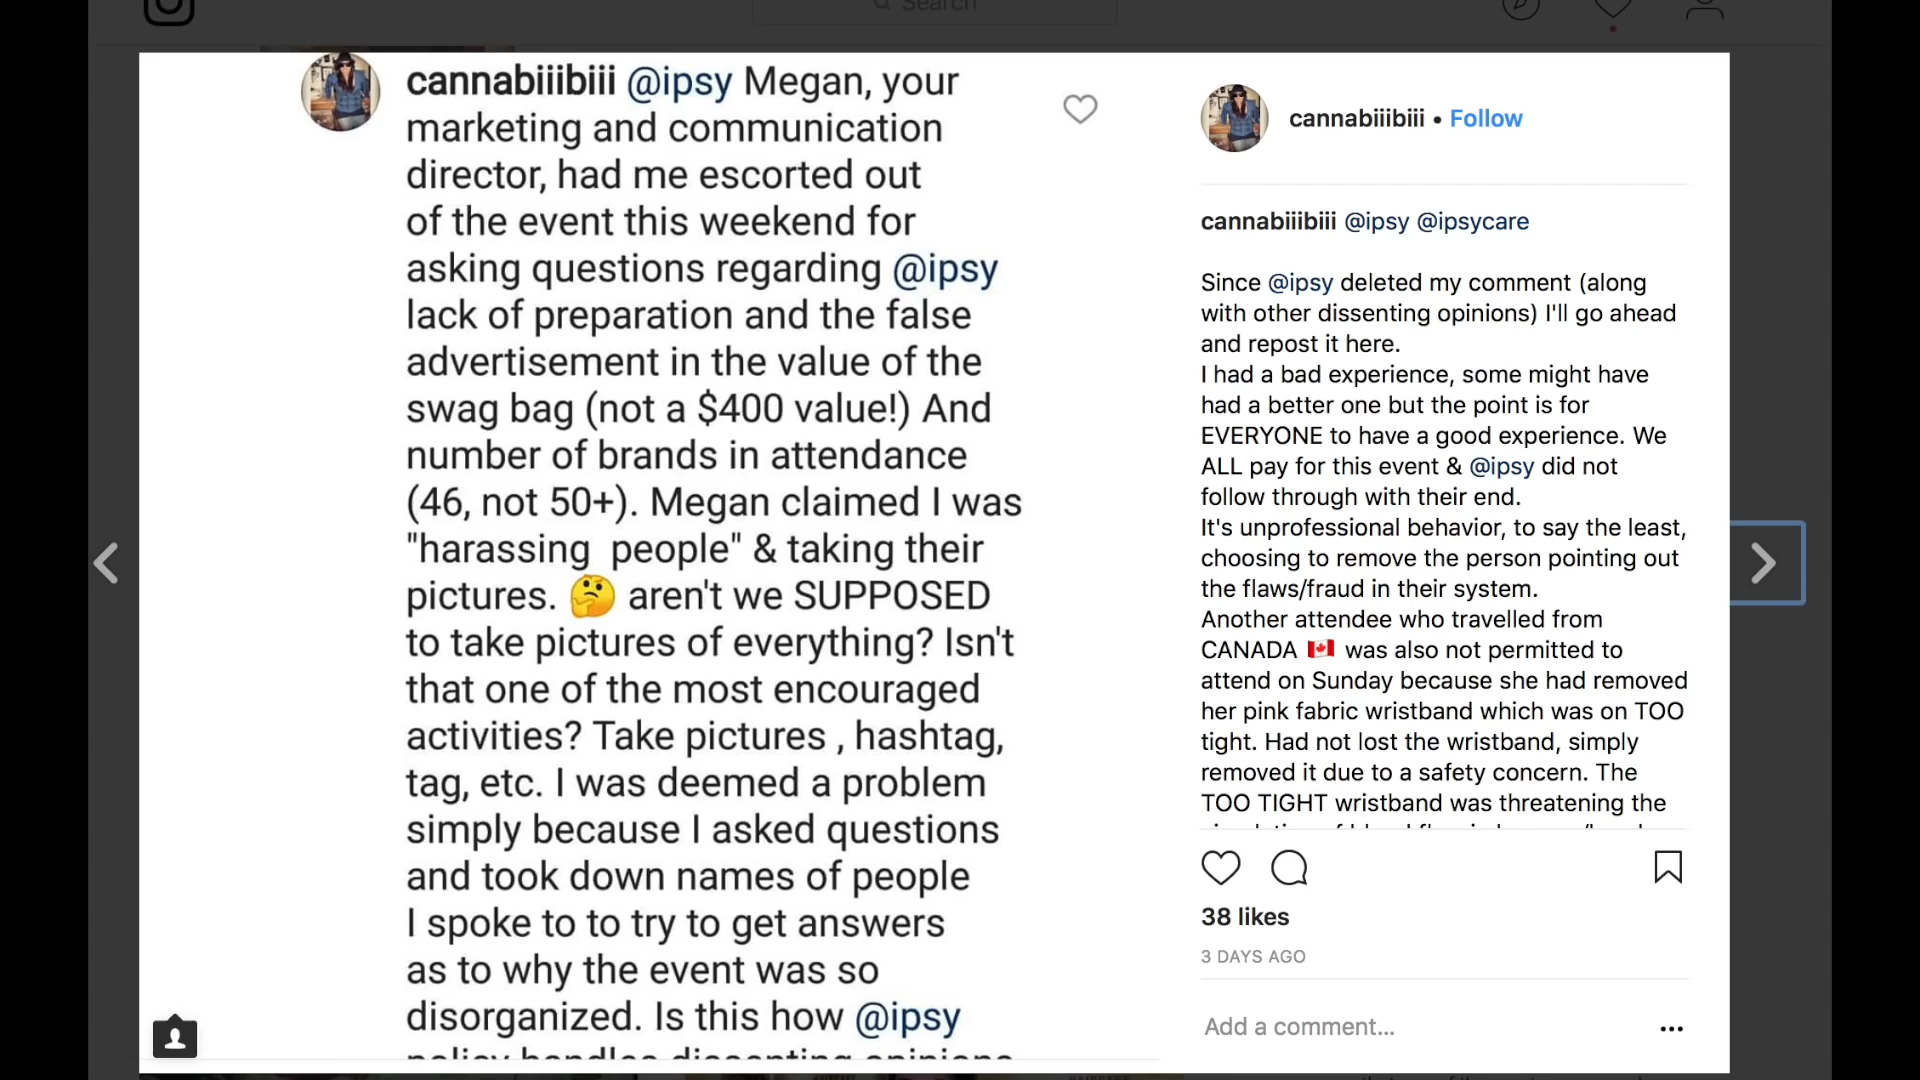 Search
cannabiiibiii @ipsy Megan, your
marketing and communication
director, had me escorted out
of the event this weekend for
asking questions regarding @ipsy
lack of preparation and the false
advertisement in the value of the
swag bag (not a $400 value!) And
number of brands in attendance
(46, not 50+). Megan claimed I was
"harassing people" & taking their
pictures. 🤔 aren't we SUPPOSED
to take pictures of everything? Isn't
that one of the most encouraged
activities? Take pictures , hashtag,
tag, etc. I was deemed a problem
simply because I asked questions
and took down names of people
I spoke to to try to get answers
as to why the event was so
disorganized. Is this how @ipsy
policy handles dissenting opinions
cannabiiibiii • Follow
cannabiiibiii @ipsy @ipsycare
Since @ipsy deleted my comment (along
with other dissenting opinions) I'll go ahead
and repost it here.
I had a bad experience, some might have
had a better one but the point is for
EVERYONE to have a good experience. We
ALL pay for this event & @ipsy did not
follow through with their end.
It's unprofessional behavior, to say the least,
choosing to remove the person pointing out
the flaws/fraud in their system.
Another attendee who travelled from
CANADA 🇨🇦 was also not permitted to
attend on Sunday because she had removed
her pink fabric wristband which was on TOO
tight. Had not lost the wristband, simply
removed it due to a safety concern. The
TOO TIGHT wristband was threatening the
38 likes
3 DAYS AGO
Add a comment...